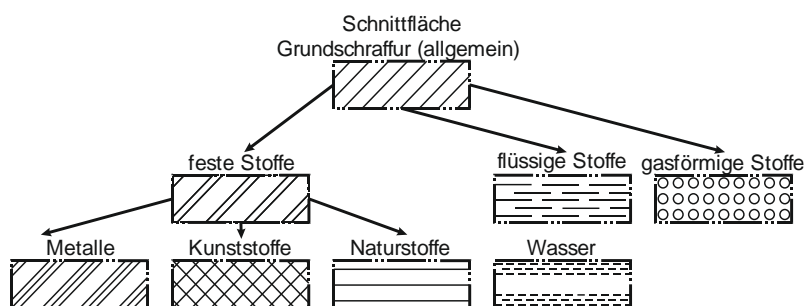 Schnittfläche
Grundschraffur (allgemein)
feste Stoffe
flüssige Stoffe
gasförmige Stoffe
Metalle
Kunststoffe
Naturstoffe
Wasser